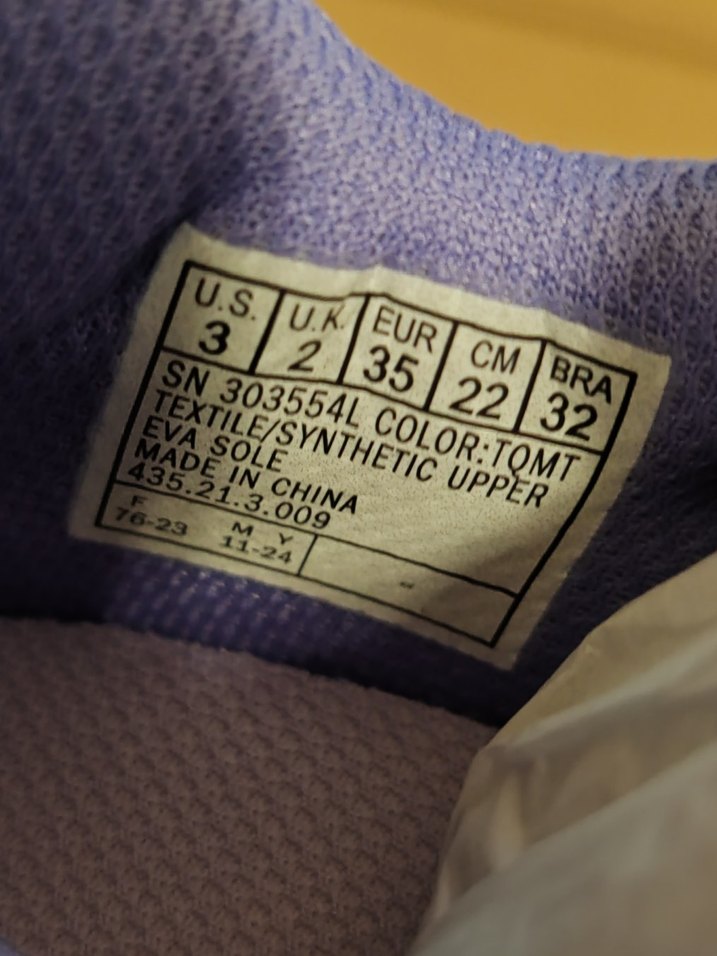 U.S. U.K. EUR CM BRA
3 2 35 22 32
SN 303554L COLOR:TQMT
TEXTILE/SYNTHETIC UPPER
EVA SOLE
MADE IN CHINA
435.21.3.009
F M Y
76-23 11-24